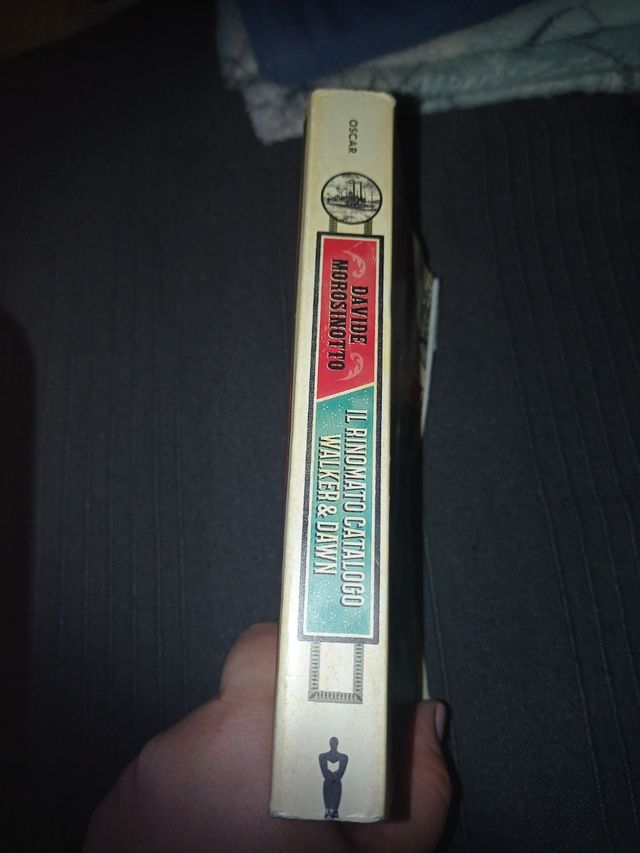 OSCAR
DAVIDE
MOROSINOTTO
IL RINOMATO CATALOGO
WALKER & DAWN